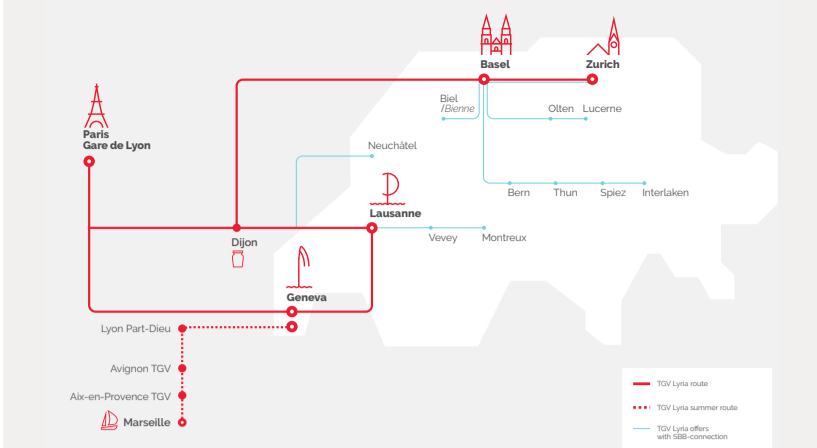 Basel
Zurich
Biel
/Bienne
Olten
Lucerne
Paris
Gare de Lyon
Neuchâtel
Bern
Thun
Spiez
Interlaken
Lausanne
Dijon
Vevey
Montreux
Geneva
Lyon Part-Dieu
Avignon TGV
Aix-en-Provence TGV
Marseille
TGV Lyria route
TGV Lyria summer route
TGV Lyria offers
with SBB-connection